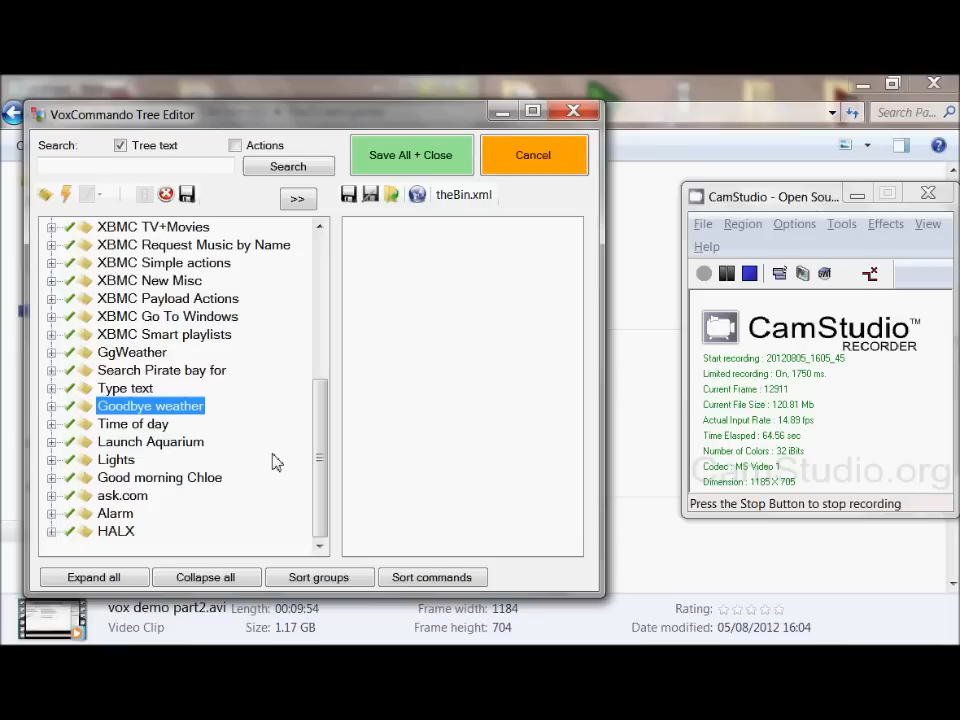 VoxCommando Tree Editor
Search: Tree text Actions
Search
Save All + Close
Cancel
>>
theBin.xml
XBMC TV+Movies
XBMC Request Music by Name
XBMC Simple actions
XBMC New Misc
XBMC Payload Actions
XBMC Go To Windows
XBMC Smart playlists
GgWeather
Search Pirate bay for
Type text
Goodbye weather
Time of day
Launch Aquarium
Lights
Good morning Chloe
ask.com
Alarm
HALX
Expand all
Collapse all
Sort groups
Sort commands
Search Pa...
CamStudio - Open Sou...
File Region Options Tools Effects View
Help
CamStudio™
RECORDER
Start recording : 20120805_1605_45
Limited recording : On, 1750 ms.
Current Frame : 12911
Current File Size : 120.81 Mb
Actual Input Rate : 14.89 fps
Time Elasped : 64.56 sec
Number of Colors : 32 iBits
Codec : MS Video 1
Dimension : 1185 X 705
CamStudio.org
Press the Stop Button to stop recording
vox demo part2.avi Length: 00:09:54 Frame width: 1184 Rating:
Video Clip Size: 1.17 GB Frame height: 704 Date modified: 05/08/2012 16:04